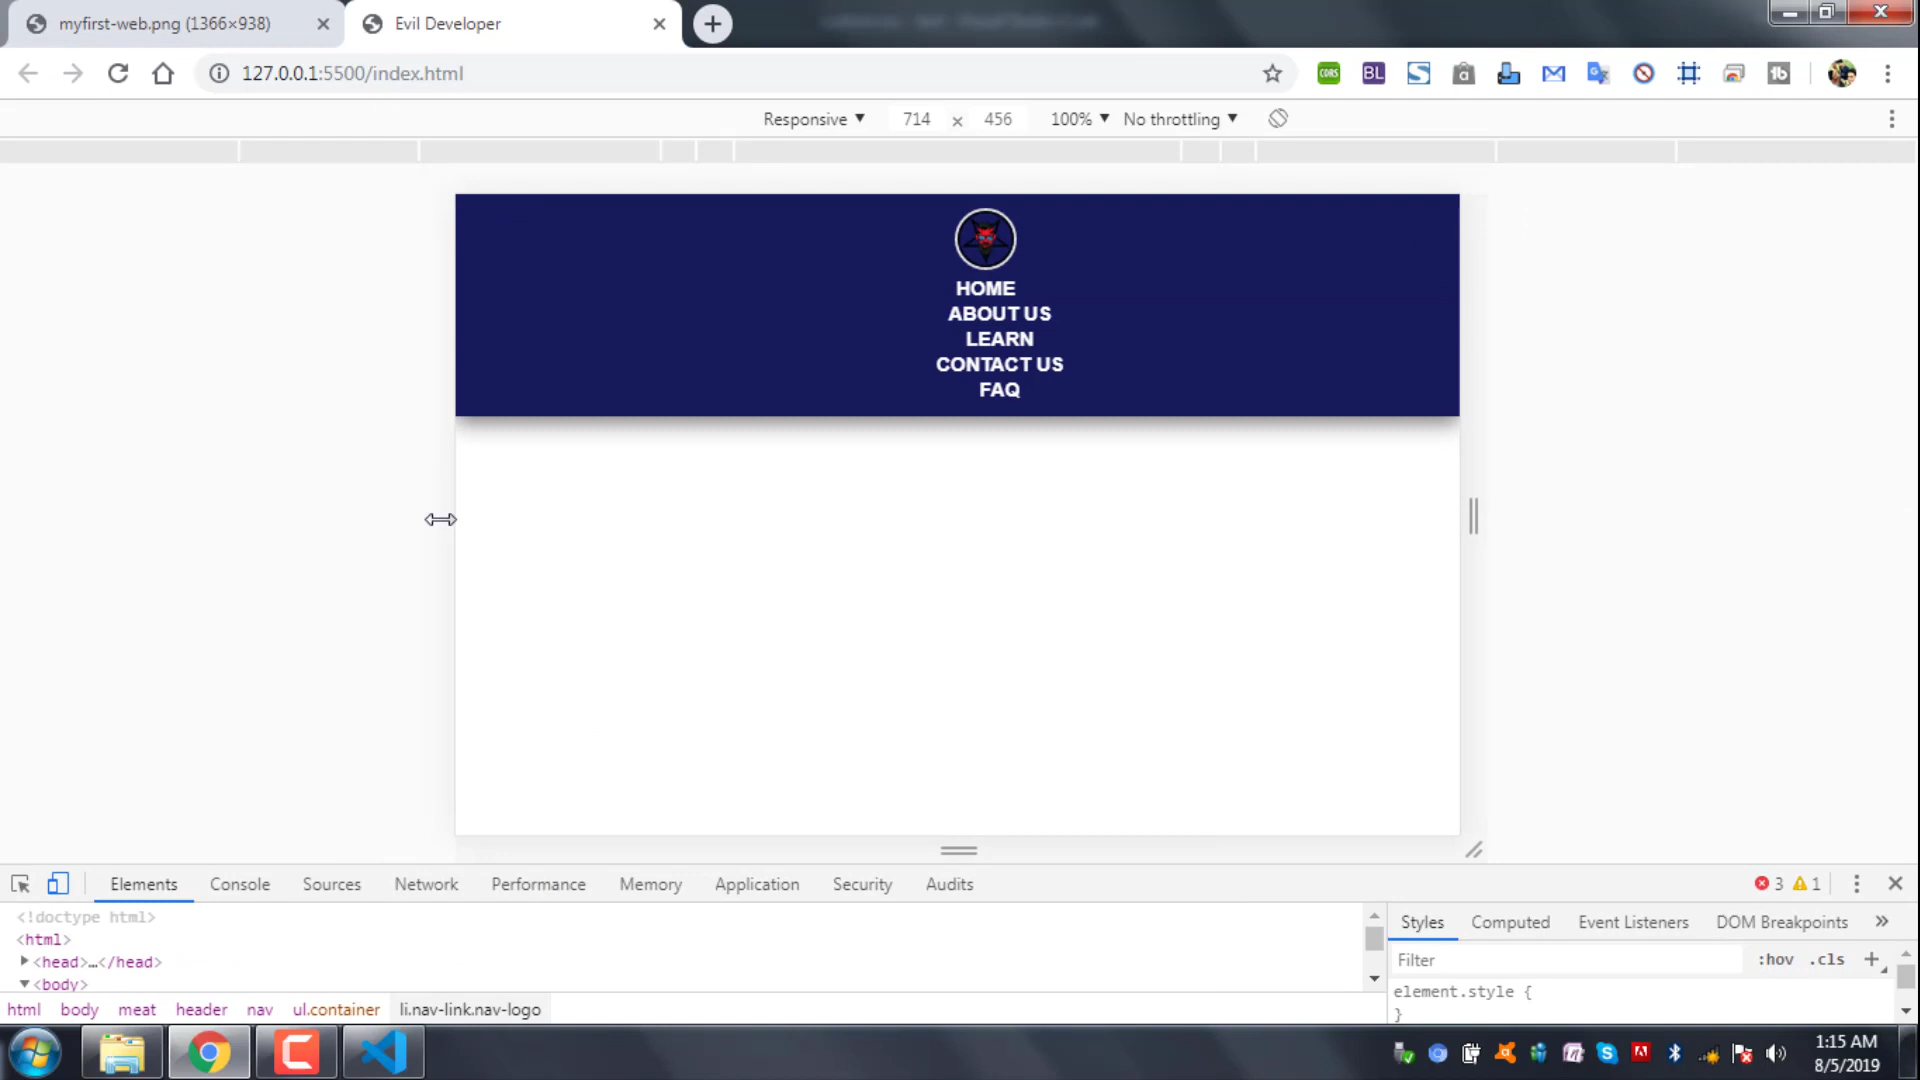 myfirst-web.png (1366×938)
Evil Developer
127.0.0.1:5500/index.html
CORS
BL
S
a
tb
Responsive ▼ 714 x 456 100% ▼ No throttling ▼
HOME
ABOUT US
LEARN
CONTACT US
FAQ
Elements Console Sources Network Performance Memory Application Security Audits 3 1
<!doctype html>
<html>
<head>…</head>
<body>
html body meat header nav ul.container li.nav-link.nav-logo
Styles Computed Event Listeners DOM Breakpoints »
Filter :hov .cls +
element.style {
}
1:15 AM
8/5/2019